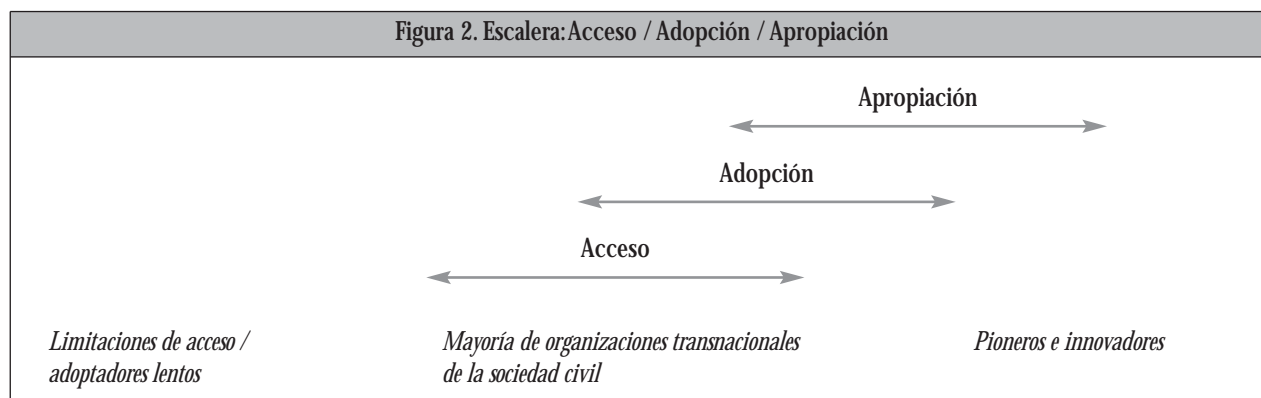 Figura 2. Escalera: Acceso / Adopción / Apropiación
Apropiación
Adopción
Acceso
Limitaciones de acceso /
adoptadores lentos
Mayoría de organizaciones transnacionales
de la sociedad civil
Pioneros e innovadores